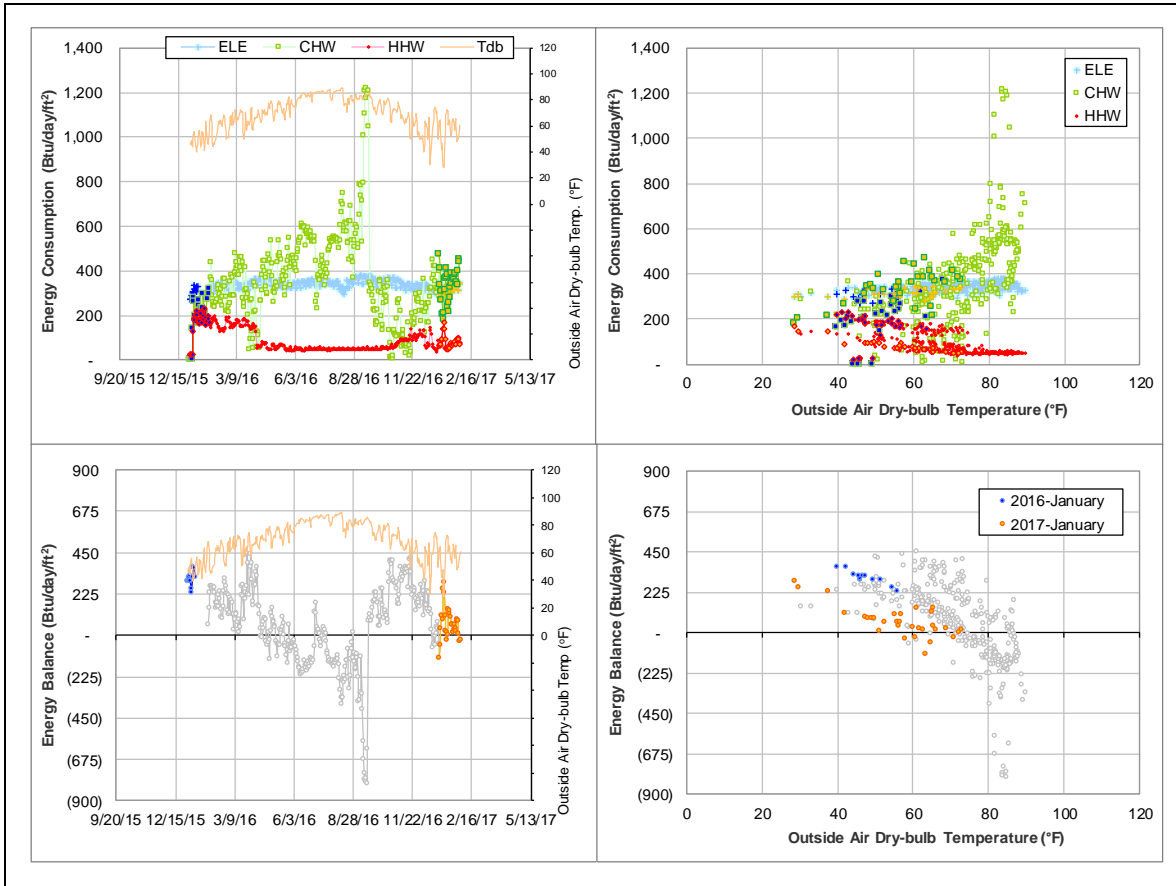 ELE CHW HHW Tdb
Energy Consumption (Btu/day/ft²)
1,400
1,200
1,000
800
600
400
200
-
120
100
80
60
40
20
0
Outside Air Dry-bulb Temp. (°F)
9/20/15 12/15/15 3/9/16 6/3/16 8/28/16 11/22/16 2/16/17 5/13/17
ELE
CHW
HHW
Energy Consumption (Btu/day/ft²)
1,400
1,200
1,000
800
600
400
200
-
0 20 40 60 80 100 120
Outside Air Dry-bulb Temperature (°F)
Energy Balance (Btu/day/ft²)
900
675
450
225
-
(225)
(450)
(675)
(900)
120
100
80
60
40
20
0
Outside Air Dry-bulb Temp (°F)
9/20/15 12/15/15 3/9/16 6/3/16 8/28/16 11/22/16 2/16/17 5/13/17
2016-January
2017-January
Energy Balance (Btu/day/ft²)
900
675
450
225
-
(225)
(450)
(675)
(900)
0 20 40 60 80 100 120
Outside Air Dry-bulb Temperature (°F)